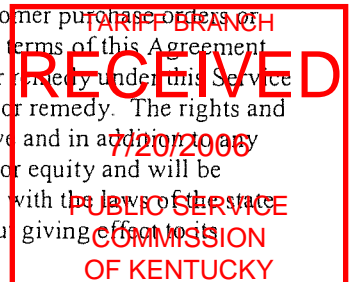 omer purchase orders or
TARIFF BRANCH
terms of this Agreement
RECEIVED
r remedy under this Service
or remedy. The rights and
ve and in addition to any
7/20/2006
or equity and will be
with the laws of the state
PUBLIC SERVICE
giving effect to its
COMMISSION
OF KENTUCKY